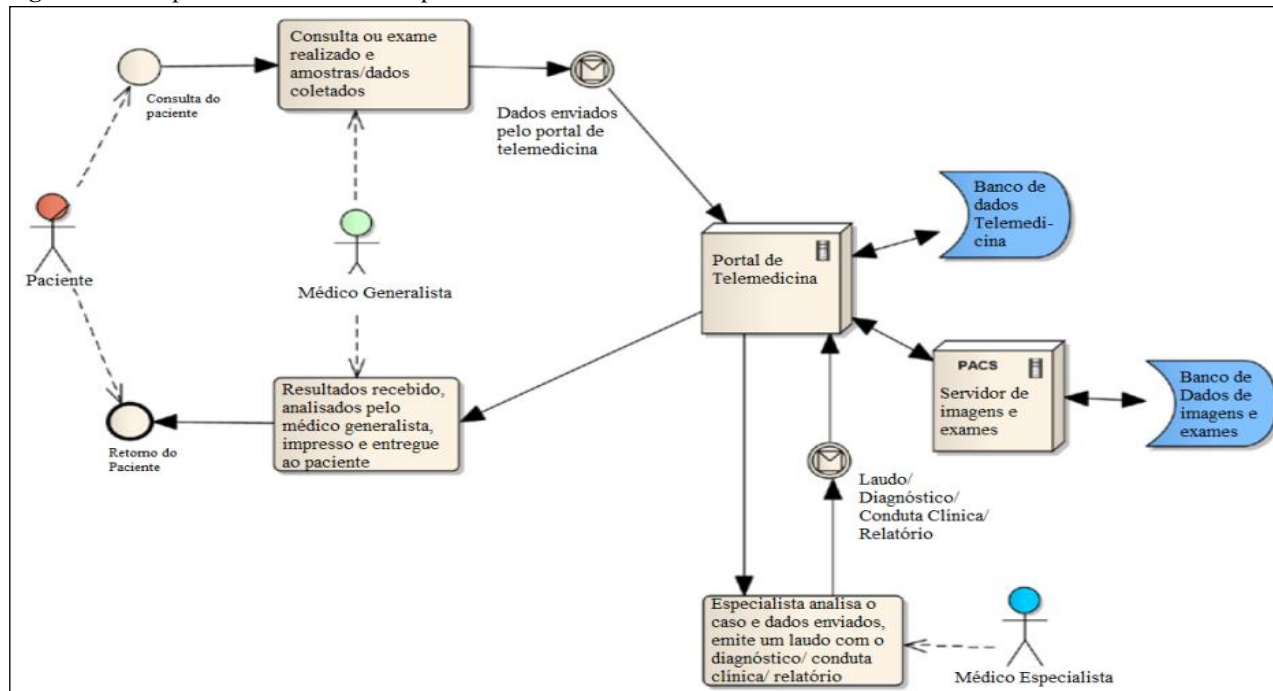 Consulta ou exame
realizado e
amostras/dados
coletados
Consulta do
paciente
Dados enviados
pelo portal de
telemedicina
Banco de
dados
Telemedi-
cina
Portal de
Telemedicina
Paciente
Médico Generalista
PACS
Servidor de
imagens e
exames
Banco de
Dados de
imagens e
exames
Resultados recebido,
analisados pelo
médico generalista,
impresso e entregue
ao paciente
Retorno do
Paciente
Laudo/
Diagnóstico/
Conduta Clínica/
Relatório
Especialista analisa o
caso e dados enviados,
emite um laudo com o
diagnóstico/ conduta
clínica/ relatório
Médico Especialista